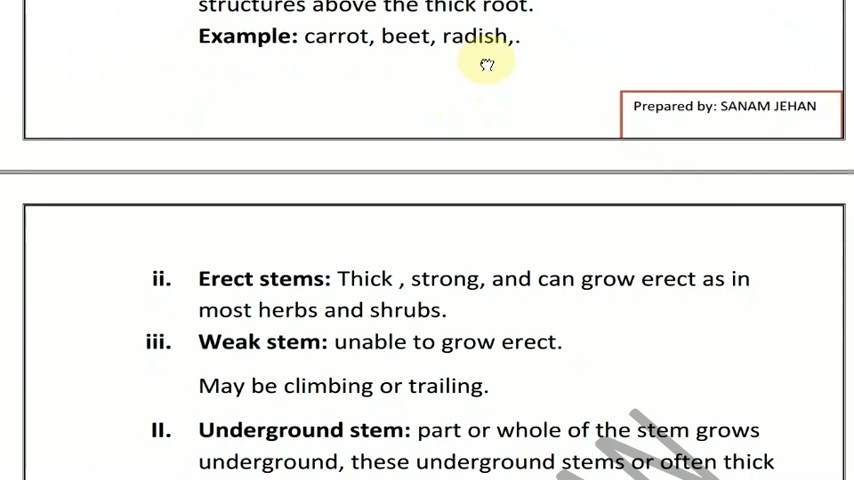 structures above the thick root.
Example: carrot, beet, radish,.
Prepared by: SANAM JEHAN
ii. Erect stems: Thick , strong, and can grow erect as in
most herbs and shrubs.
iii. Weak stem: unable to grow erect.
May be climbing or trailing.
II. Underground stem: part or whole of the stem grows
underground, these underground stems or often thick